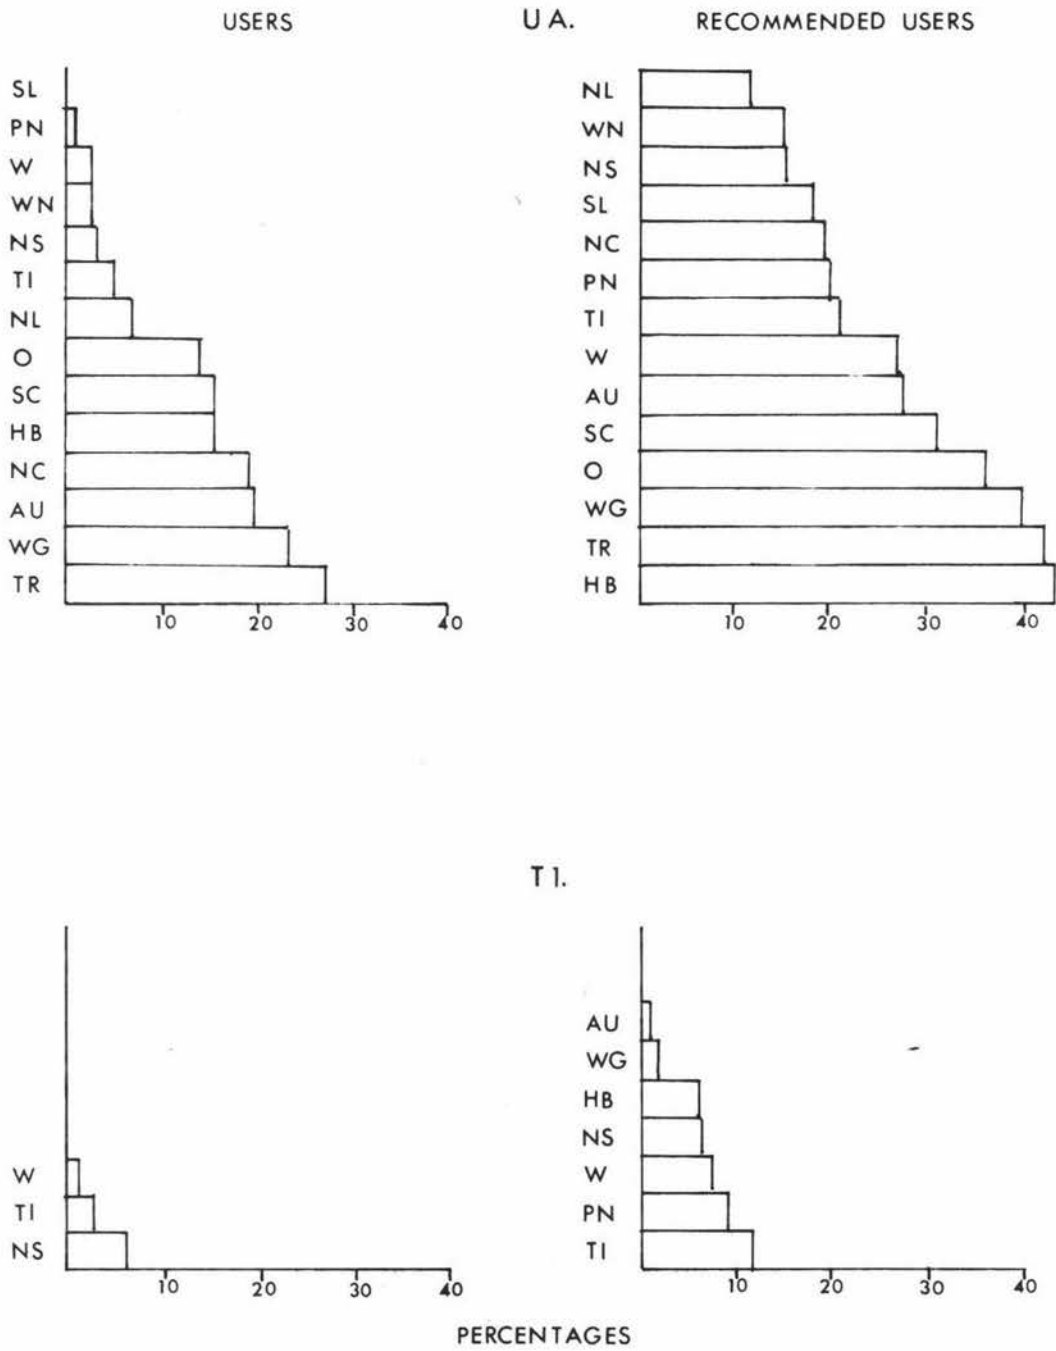 USERS
U A.
RECOMMENDED USERS
SL
PN
W
WN
NS
TI
NL
O
SC
HB
NC
AU
WG
TR
10 20 30 40
NL
WN
NS
SL
NC
PN
TI
W
AU
SC
O
WG
TR
HB
10 20 30 40
T 1.
W
TI
NS
10 20 30 40
AU
WG
HB
NS
W
PN
TI
10 20 30 40
PERCENTAGES